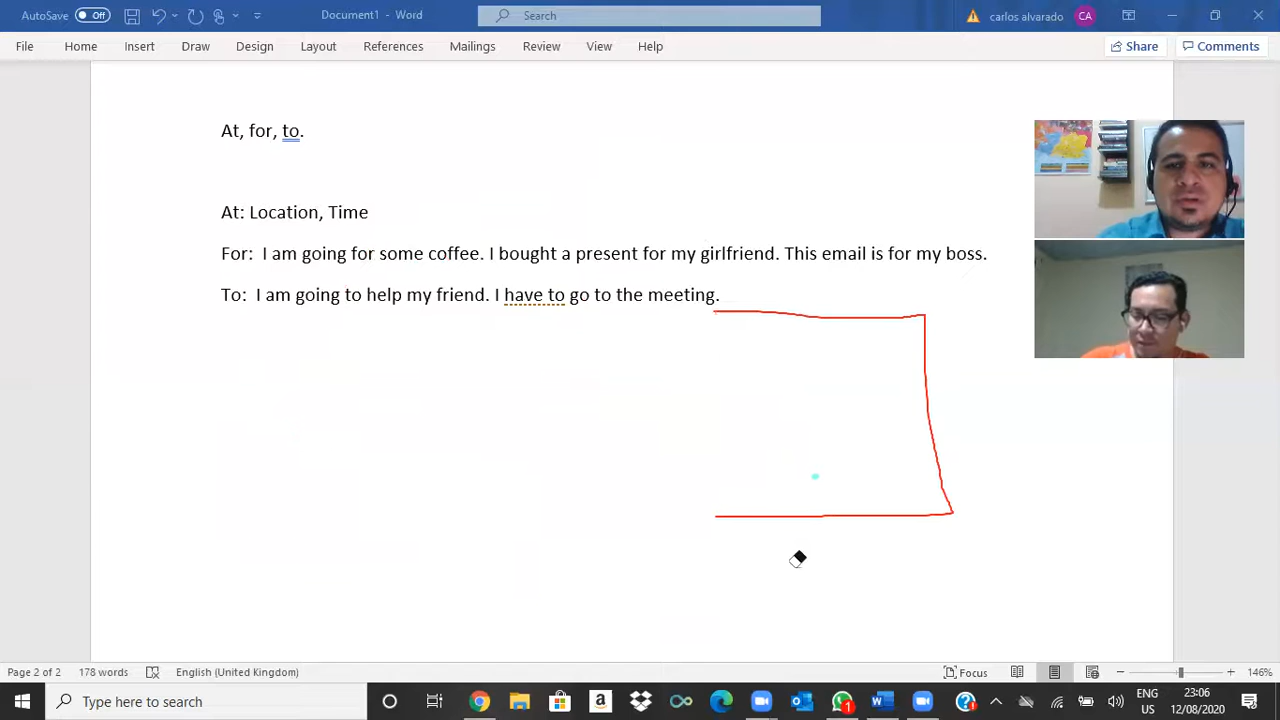 AutoSave Off Document1 - Word Search carlos alvarado CA
File Home Insert Draw Design Layout References Mailings Review View Help Share Comments
At, for, to.
At: Location, Time
For: I am going for some coffee. I bought a present for my girlfriend. This email is for my boss.
To: I am going to help my friend. I have to go to the meeting.
Page 2 of 2 178 words English (United Kingdom) Focus 146%
Type here to search a 1 ENG 23:06
12/08/2020